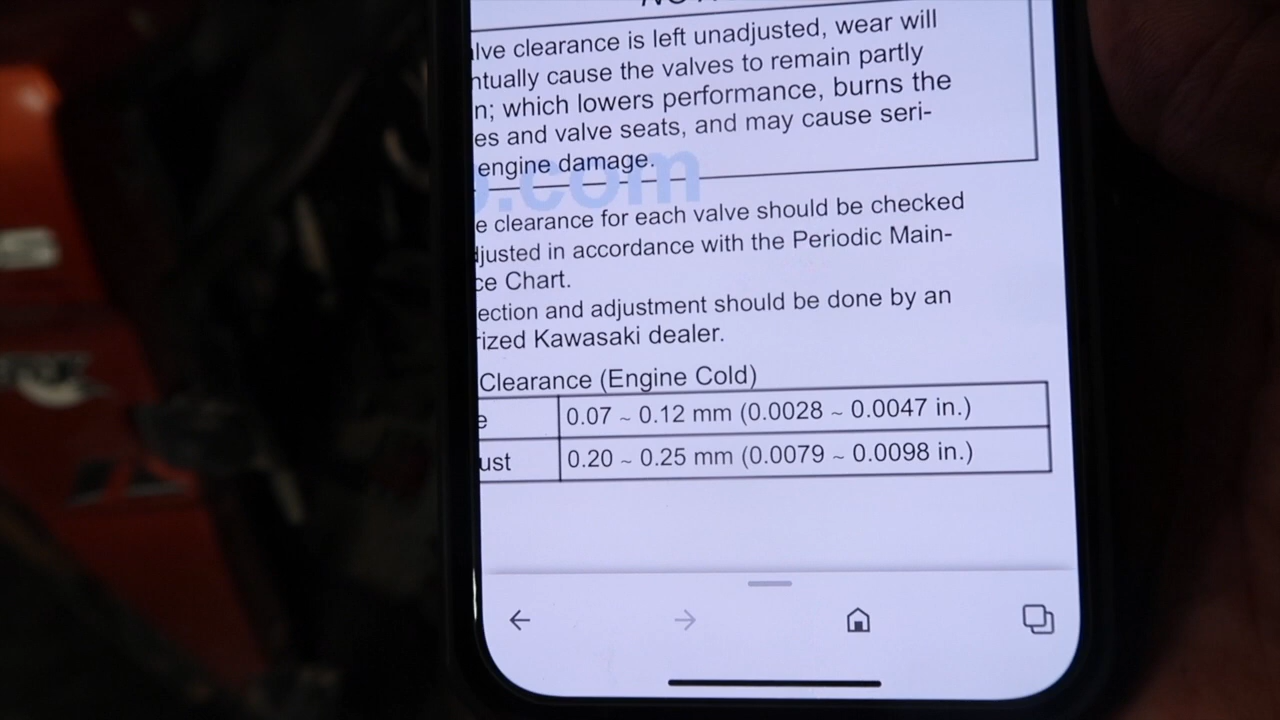 lve clearance is left unadjusted, wear will
ntually cause the valves to remain partly
n; which lowers performance, burns the
es and valve seats, and may cause seri-
engine damage.
.com
e clearance for each valve should be checked
djusted in accordance with the Periodic Main-
ce Chart.
ection and adjustment should be done by an
rized Kawasaki dealer.
Clearance (Engine Cold)
e 0.07 ~ 0.12 mm (0.0028 ~ 0.0047 in.)
ust 0.20 ~ 0.25 mm (0.0079 ~ 0.0098 in.)